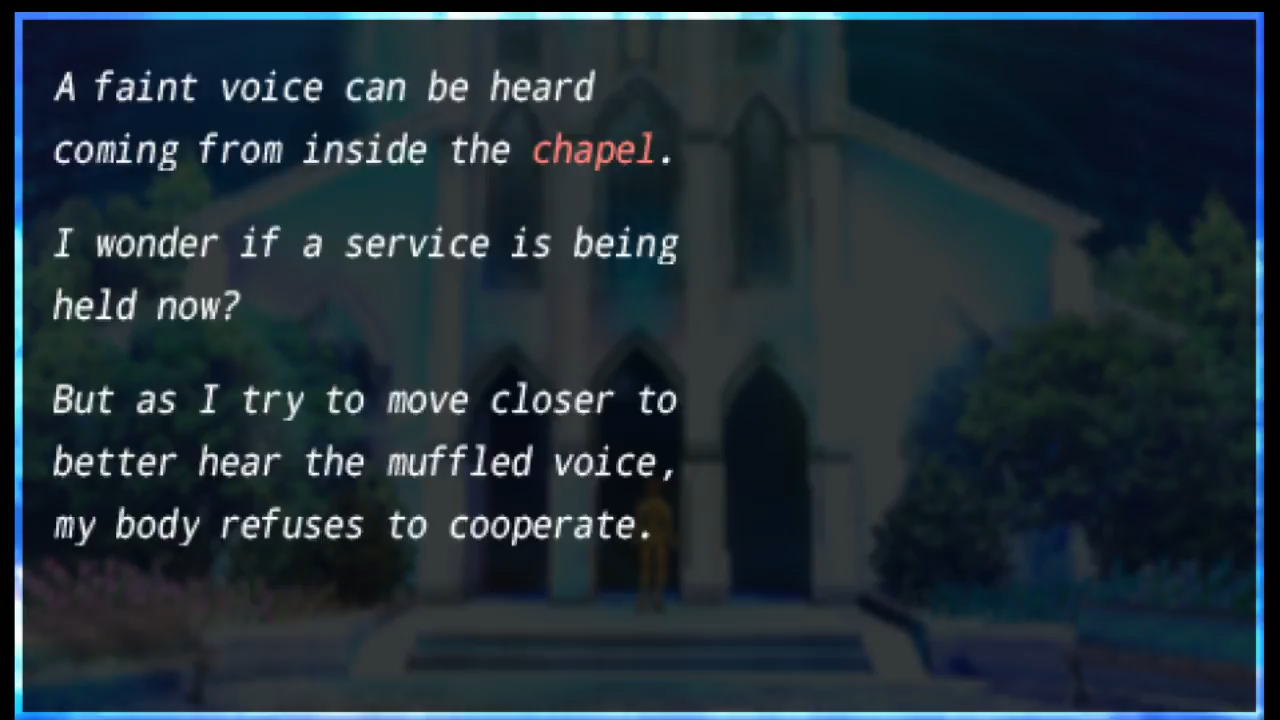 A faint voice can be heard
coming from inside the chapel.
I wonder if a service is being
held now?
But as I try to move closer to
better hear the muffled voice,
my body refuses to cooperate.